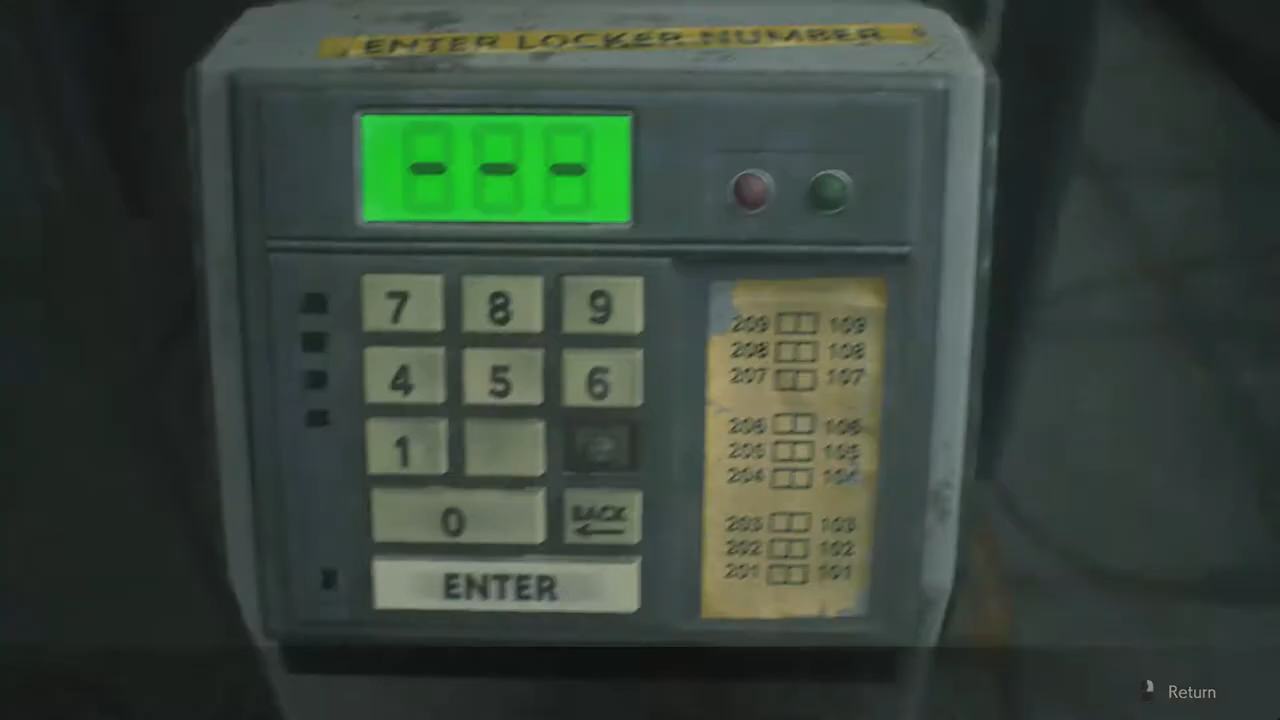 ENTER LOCKER NUMBER
- - -
7 8 9
4 5 6
1
0 BACK
ENTER
209 109
208 108
207 107
206 106
205 105
204 104
203 103
202 102
201 101
Return